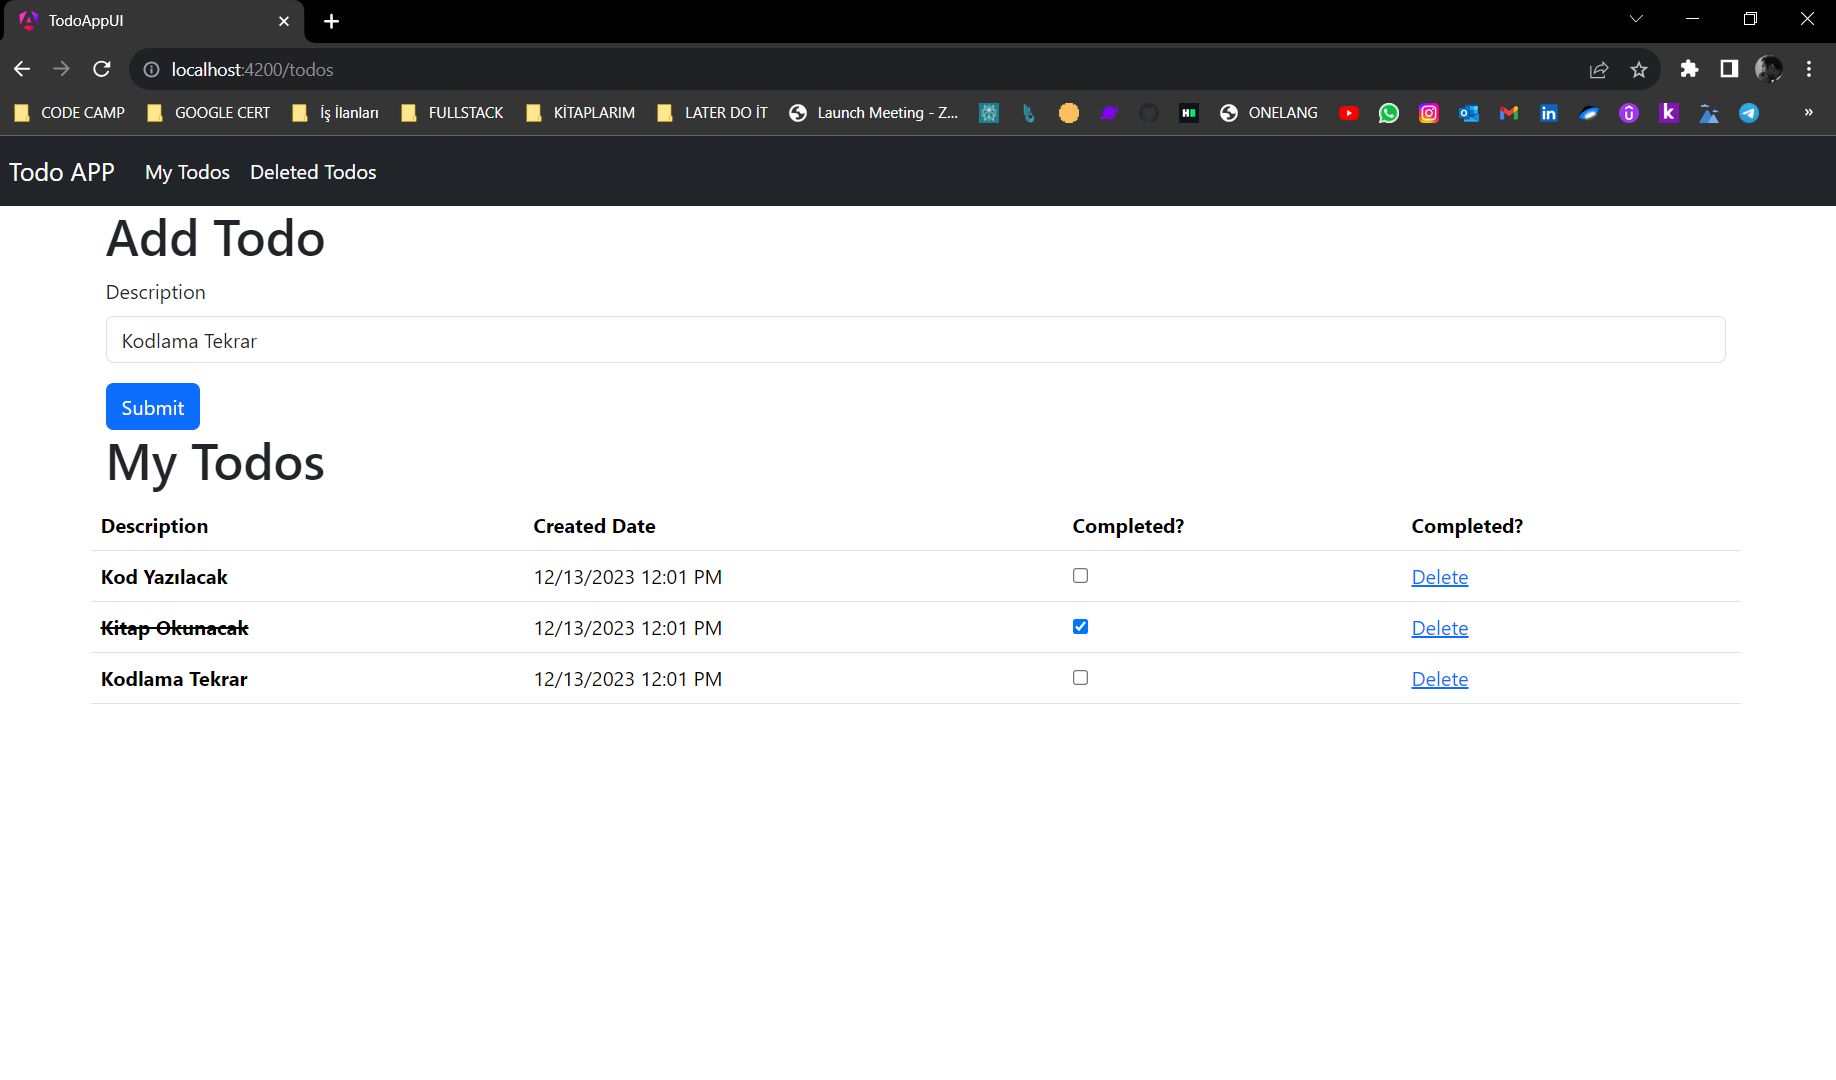 TodoAppUI
localhost:4200/todos
CODE CAMP GOOGLE CERT İş İlanları FULLSTACK KİTAPLARIM LATER DO İT Launch Meeting - Z... ONELANG
Todo APP My Todos Deleted Todos
Add Todo
Description
Kodlama Tekrar
Submit
My Todos
Description Created Date Completed? Completed?
Kod Yazılacak 12/13/2023 12:01 PM Delete
Kitap Okunacak 12/13/2023 12:01 PM Delete
Kodlama Tekrar 12/13/2023 12:01 PM Delete